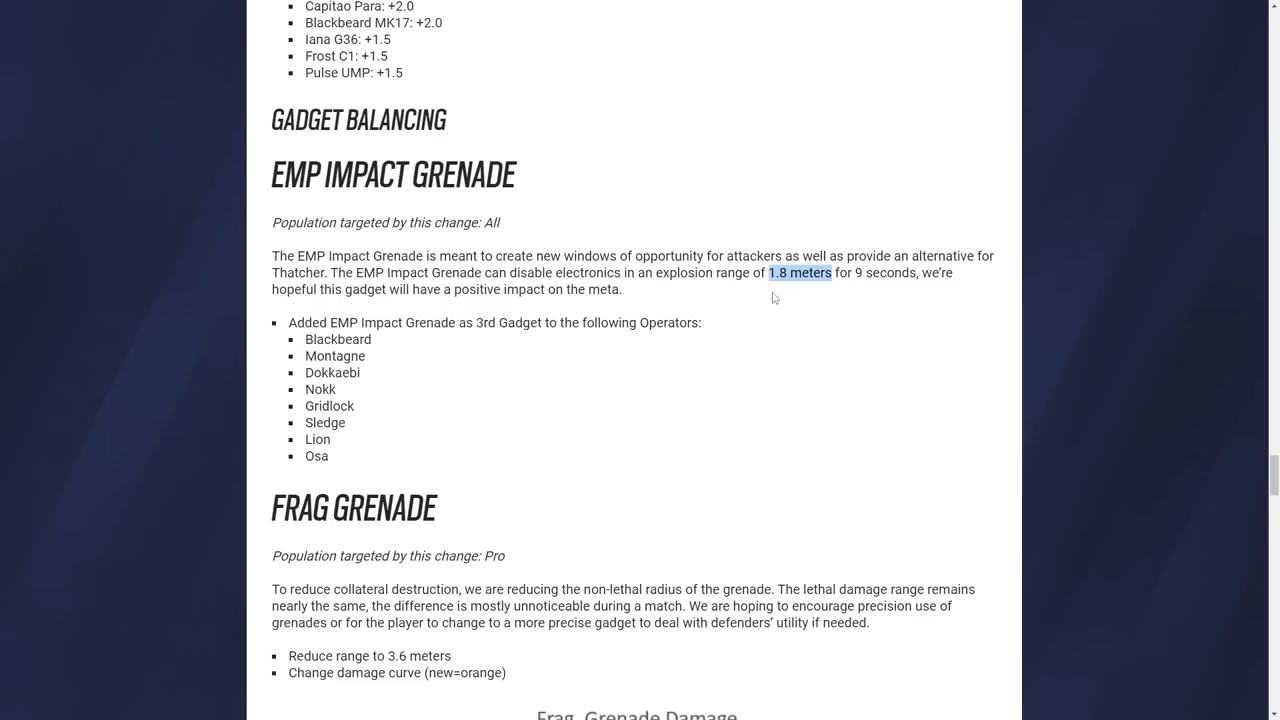 Capitao Para: +2.0
Blackbeard MK17: +2.0
Iana G36: +1.5
Frost C1: +1.5
Pulse UMP: +1.5
GADGET BALANCING
EMP IMPACT GRENADE
Population targeted by this change: All
The EMP Impact Grenade is meant to create new windows of opportunity for attackers as well as provide an alternative for
Thatcher. The EMP Impact Grenade can disable electronics in an explosion range of 1.8 meters for 9 seconds, we’re
hopeful this gadget will have a positive impact on the meta.
Added EMP Impact Grenade as 3rd Gadget to the following Operators:
Blackbeard
Montagne
Dokkaebi
Nokk
Gridlock
Sledge
Lion
Osa
FRAG GRENADE
Population targeted by this change: Pro
To reduce collateral destruction, we are reducing the non-lethal radius of the grenade. The lethal damage range remains
nearly the same, the difference is mostly unnoticeable during a match. We are hoping to encourage precision use of
grenades or for the player to change to a more precise gadget to deal with defenders’ utility if needed.
Reduce range to 3.6 meters
Change damage curve (new=orange)
Frag Grenade Damage